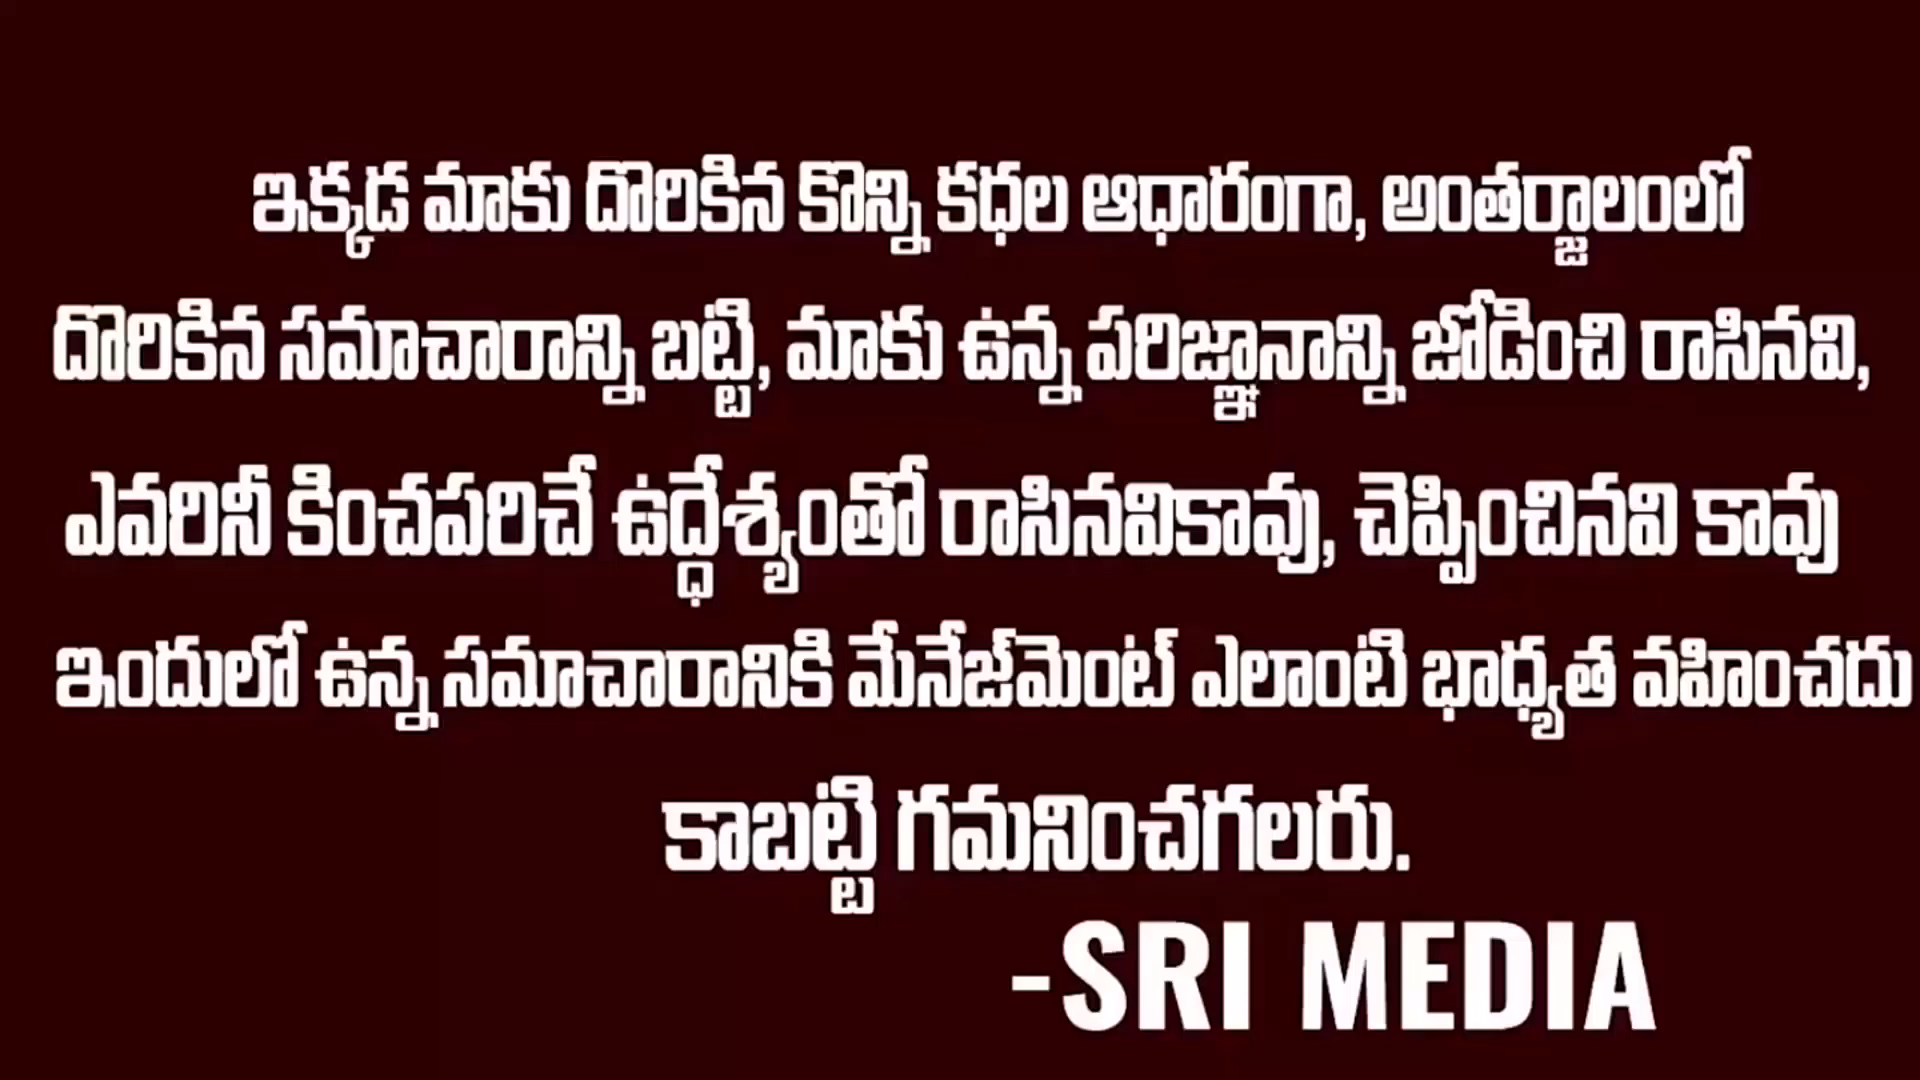 ఇక్కడ మాకు దొరికిన కొన్ని కధల ఆధారంగా, అంతర్జాలంలో
దొరికిన సమాచారాన్ని బట్టి, మాకు ఉన్న పరిజ్ఞానాన్ని జోడించి రాసినవి,
ఎవరినీ కించపరిచే ఉద్ధేశ్యంతో రాసినవికావు, చెప్పించినవి కావు
ఇందులో ఉన్న సమాచారానికి మేనేజ్‌మెంట్ ఎలాంటి భాధ్యత వహించదు
కాబట్టి గమనించగలరు.
-SRI MEDIA